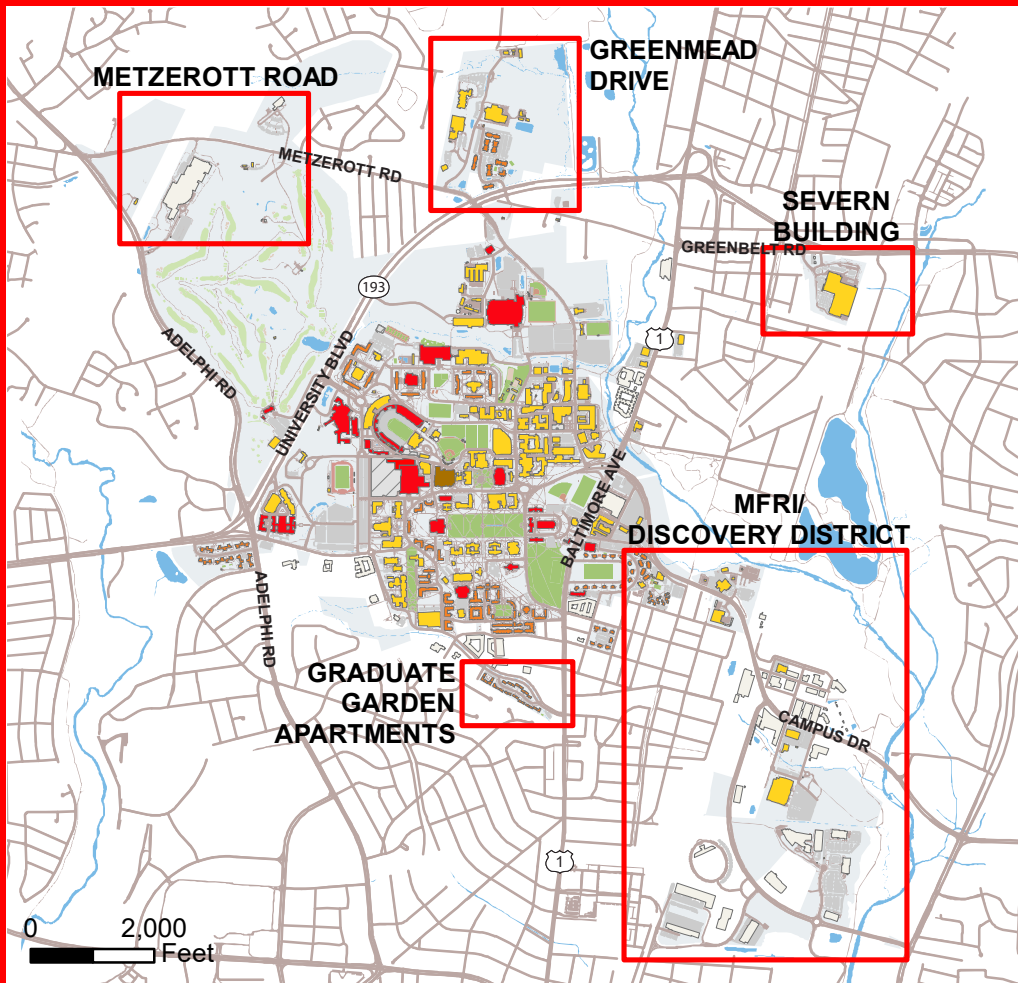 GREENMEAD
DRIVE
METZEROTT ROAD
METZEROTT RD
SEVERN
BUILDING
GREENBELT RD
193
1
ADELPHI RD
UNIVERSITY BLVD
BALTIMORE AVE
MFRI/
DISCOVERY DISTRICT
ADELPHI RD
GRADUATE
GARDEN
APARTMENTS
CAMPUS DR
1
0 2,000
Feet